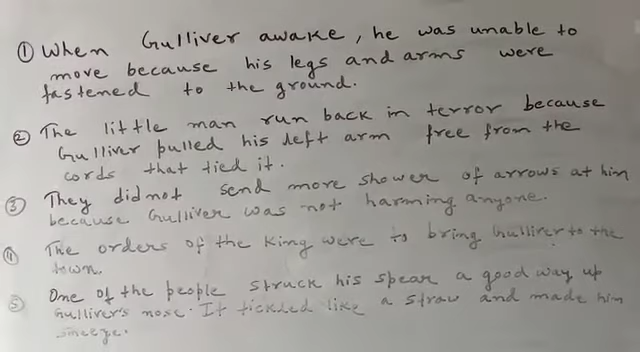 ① When Gulliver awake, he was unable to
move because his legs and arms were
fastened to the ground.
② The little man run back in terror because
Gulliver pulled his left arm free from the
cords that tied it.
③ They did not send more shower of arrows at him
because Gulliver was not harming anyone.
④ The orders of the King were to bring Gulliver to the
town.
⑤ One of the people struck his spear a good way up
Gulliver's nose. It tickled like a straw and made him
sneeze.